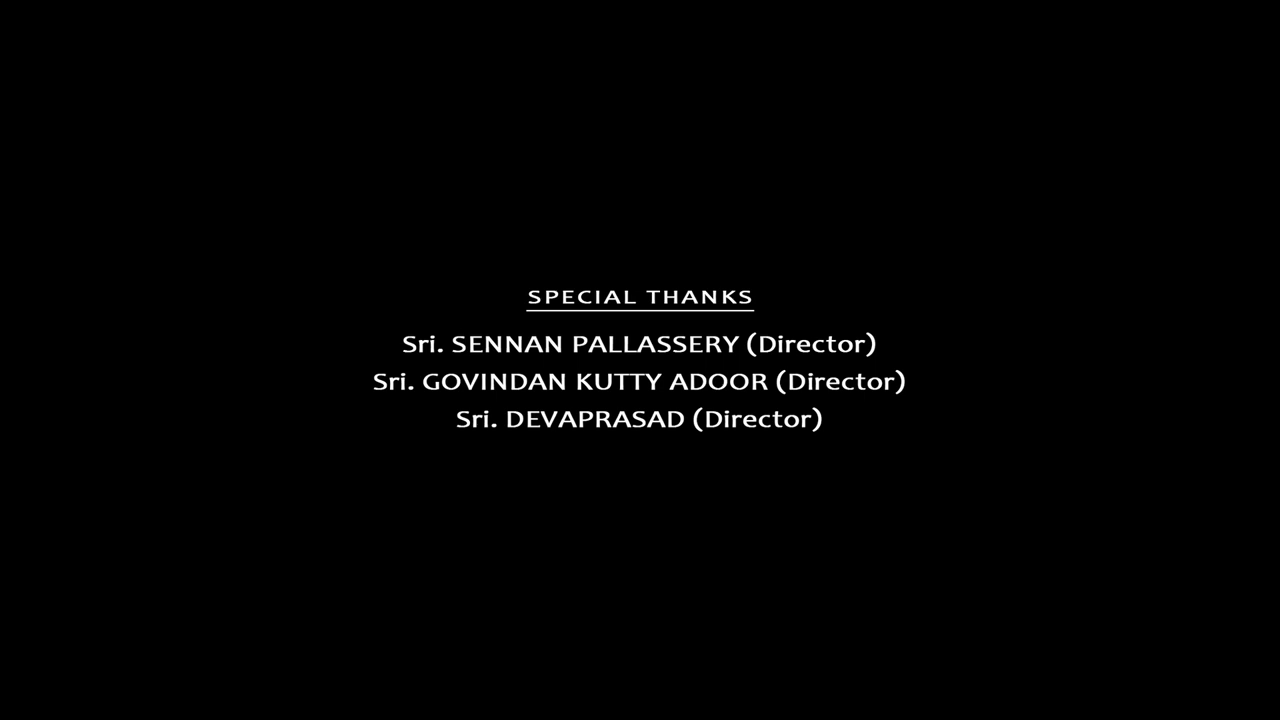 SPECIAL THANKS
Sri. SENNAN PALLASSERY (Director)
Sri. GOVINDAN KUTTY ADOOR (Director)
Sri. DEVAPRASAD (Director)